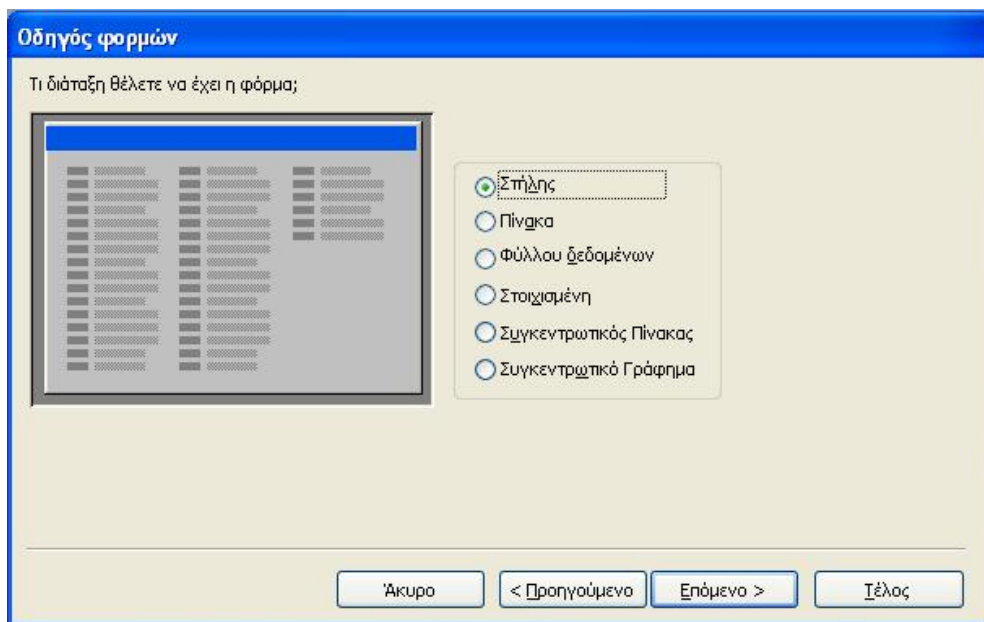 Οδηγός φορμών
Τι διάταξη θέλετε να έχει η φόρμα;
Στήλης
Πίνακα
Φύλλου δεδομένων
Στοιχισμένη
Συγκεντρωτικός Πίνακας
Συγκεντρωτικό Γράφημα
Άκυρο
< Προηγούμενο
Επόμενο >
Τέλος